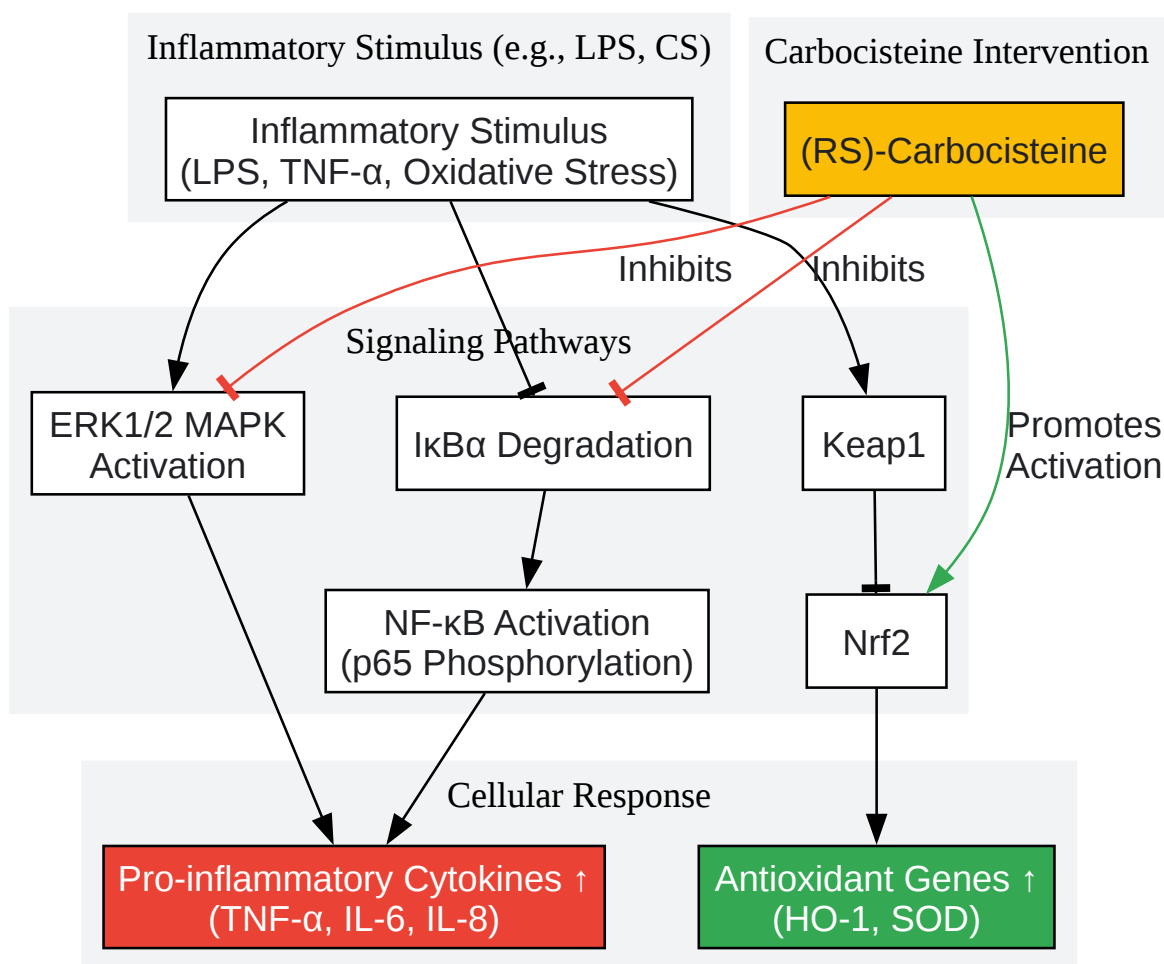 Inflammatory Stimulus (e.g., LPS, CS)
Carbocisteine Intervention
Inflammatory Stimulus
(LPS, TNF-α, Oxidative Stress)
(RS)-Carbocisteine
Inhibits
Inhibits
Signaling Pathways
ERK1/2 MAPK
Activation
IκBα Degradation
Keap1
Promotes
Activation
NF-κB Activation
(p65 Phosphorylation)
Nrf2
Cellular Response
Pro-inflammatory Cytokines ↑
(TNF-α, IL-6, IL-8)
Antioxidant Genes ↑
(HO-1, SOD)